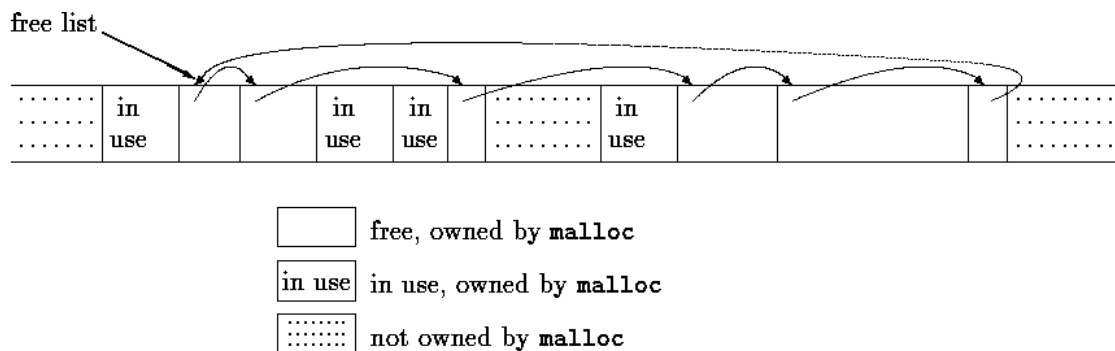 free list
in
use
in
use
in
use
in
use
free, owned by malloc
in use
in use, owned by malloc
not owned by malloc